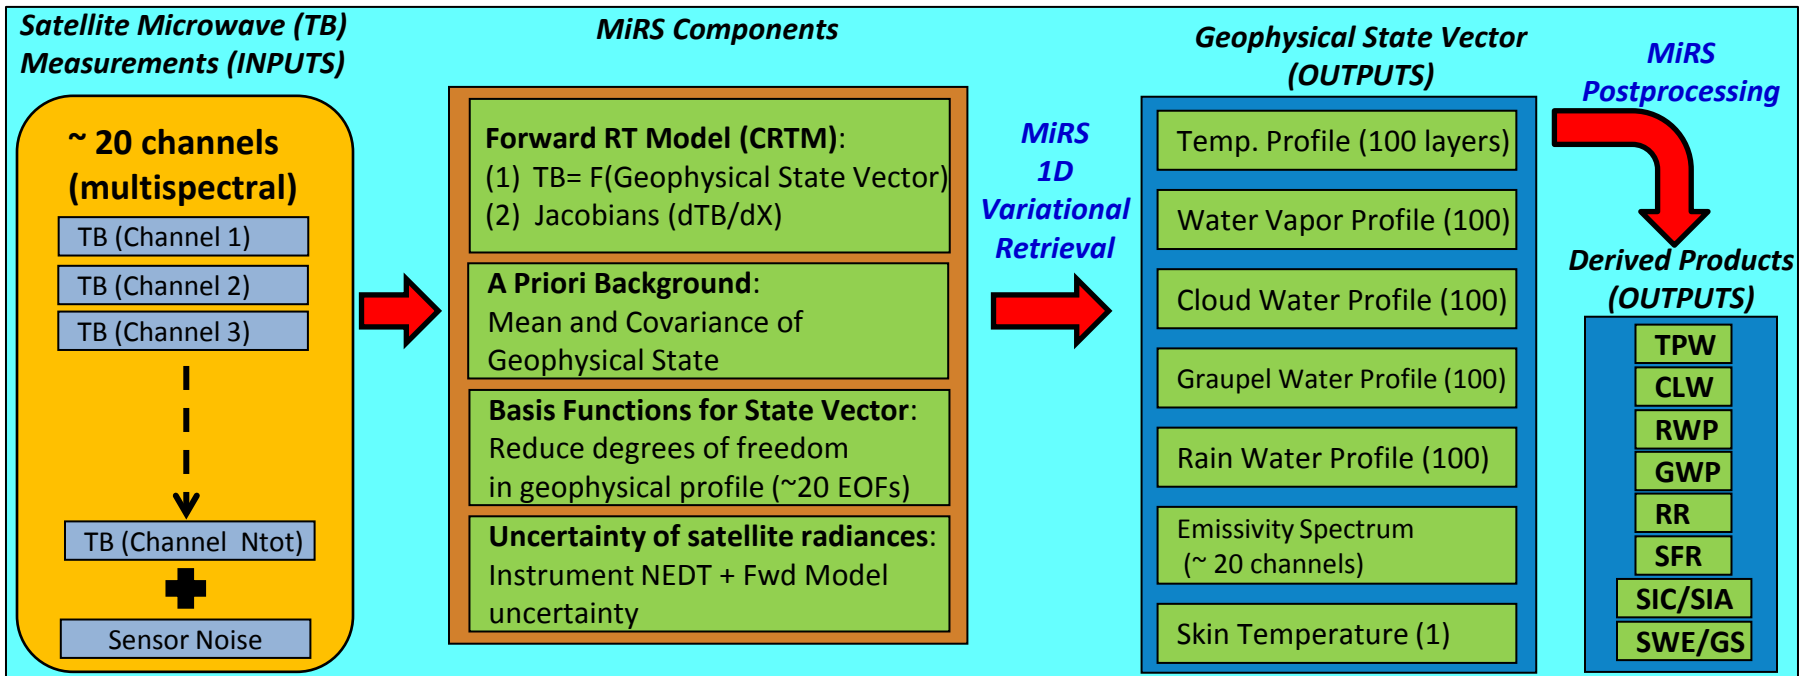 Satellite Microwave (TB)
Measurements (INPUTS)
~ 20 channels
(multispectral)
TB (Channel 1)
TB (Channel 2)
TB (Channel 3)
TB (Channel Ntot)
Sensor Noise
MiRS Components
Forward RT Model (CRTM):
(1) TB= F(Geophysical State Vector)
(2) Jacobians (dTB/dX)
A Priori Background:
Mean and Covariance of
Geophysical State
Basis Functions for State Vector:
Reduce degrees of freedom
in geophysical profile (~20 EOFs)
Uncertainty of satellite radiances:
Instrument NEDT + Fwd Model
uncertainty
MiRS
1D
Variational
Retrieval
Geophysical State Vector
(OUTPUTS)
Temp. Profile (100 layers)
Water Vapor Profile (100)
Cloud Water Profile (100)
Graupel Water Profile (100)
Rain Water Profile (100)
Emissivity Spectrum
(~ 20 channels)
Skin Temperature (1)
MiRS
Postprocessing
Derived Products
(OUTPUTS)
TPW
CLW
RWP
GWP
RR
SFR
SIC/SIA
SWE/GS